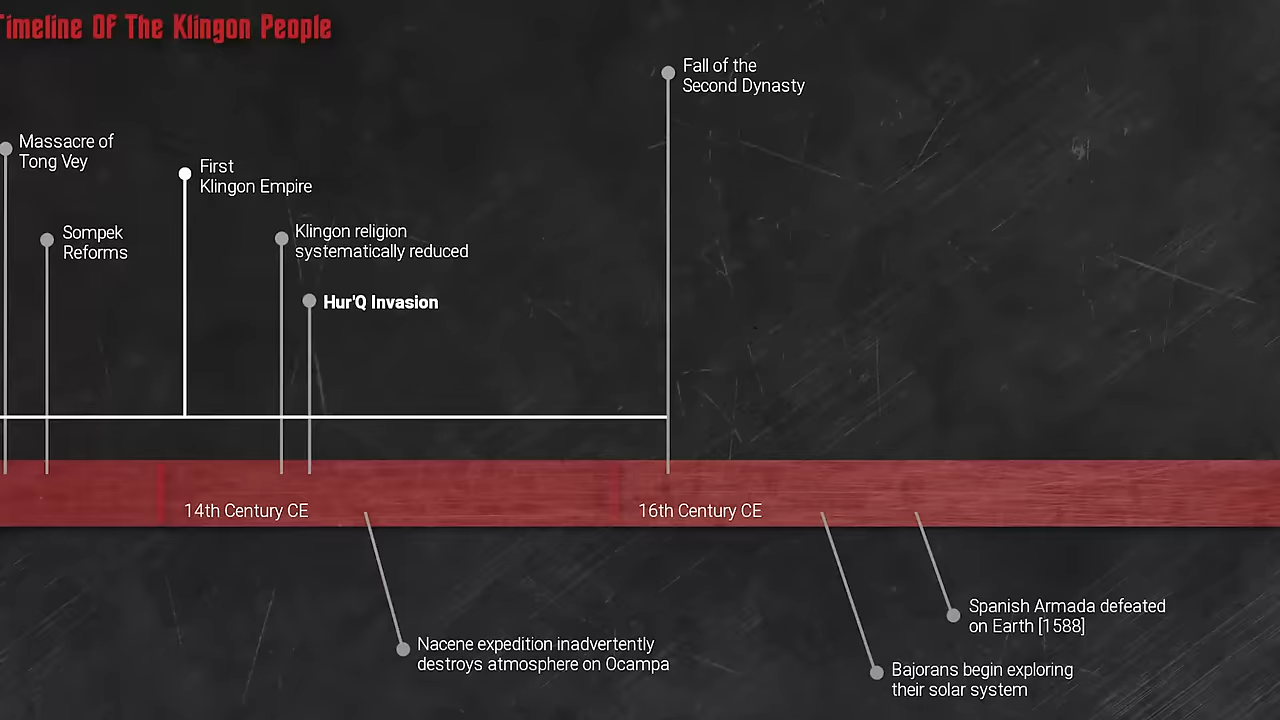 Timeline Of The Klingon People
Fall of the
Second Dynasty
Massacre of
Tong Vey
First
Klingon Empire
Sompek
Reforms
Klingon religion
systematically reduced
Hur'Q Invasion
14th Century CE
16th Century CE
Spanish Armada defeated
on Earth [1588]
Nacene expedition inadvertently
destroys atmosphere on Ocampa
Bajorans begin exploring
their solar system